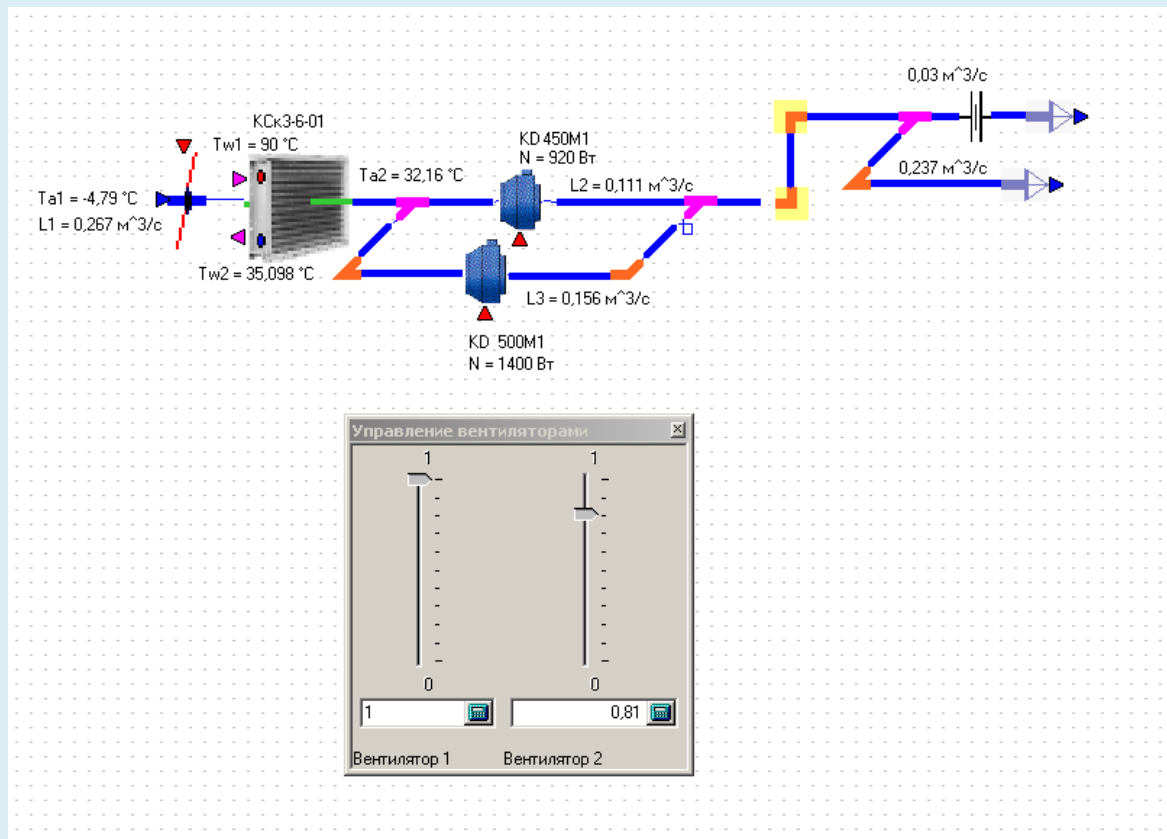 0,03 м^3/с
КСк3-6-01
Tw1 = 90 °C
KD 450M1
N = 920 Вт
0,237 м^3/с
Ta2 = 32,16 °C
L2 = 0,111 м^3/с
Ta1 = -4,79 °C
L1 = 0,267 м^3/с
Tw2 = 35,098 °C
L3 = 0,156 м^3/с
KD 500M1
N = 1400 Вт
Управление вентиляторами
1 1
0 0
1 0,81
Вентилятор 1 Вентилятор 2